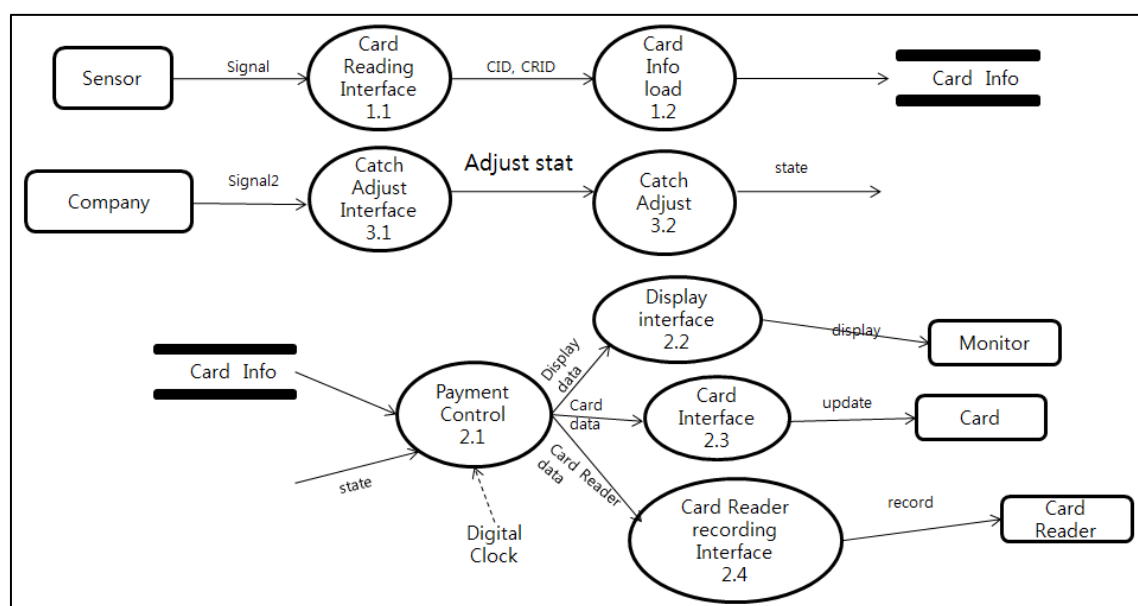 Sensor
Signal
Card
Reading
Interface
1.1
CID, CRID
Card
Info
load
1.2
Card Info
Company
Signal2
Catch
Adjust
Interface
3.1
Adjust stat
Catch
Adjust
3.2
state
Card Info
state
Payment
Control
2.1
Digital
Clock
Display
data
Display
interface
2.2
display
Monitor
Card
data
Card
Interface
2.3
update
Card
Card Reader
data
Card Reader
recording
Interface
2.4
record
Card
Reader